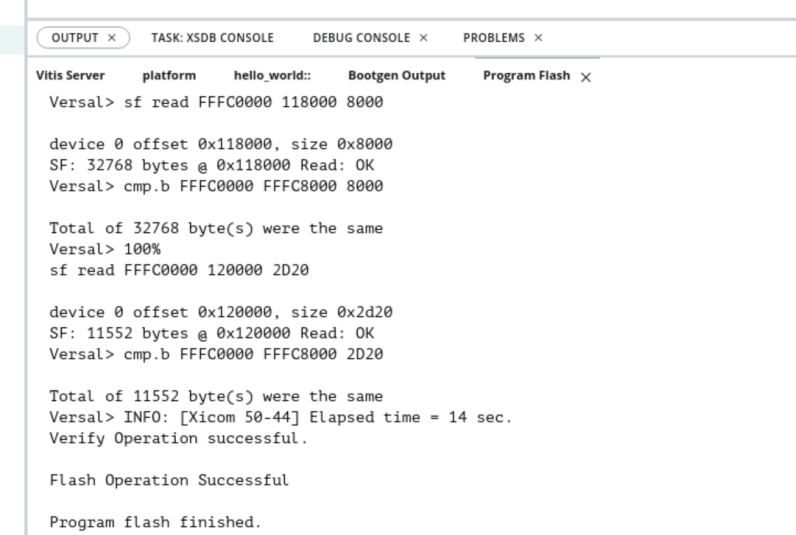 OUTPUT × TASK: XSDB CONSOLE DEBUG CONSOLE × PROBLEMS ×
Vitis Server platform hello_world:: Bootgen Output Program Flash ×
Versal> sf read FFFC0000 118000 8000
device 0 offset 0x118000, size 0x8000
SF: 32768 bytes @ 0x118000 Read: OK
Versal> cmp.b FFFC0000 FFFC8000 8000
Total of 32768 byte(s) were the same
Versal> 100%
sf read FFFC0000 120000 2D20
device 0 offset 0x120000, size 0x2d20
SF: 11552 bytes @ 0x120000 Read: OK
Versal> cmp.b FFFC0000 FFFC8000 2D20
Total of 11552 byte(s) were the same
Versal> INFO: [Xicom 50-44] Elapsed time = 14 sec.
Verify Operation successful.
Flash Operation Successful
Program flash finished.